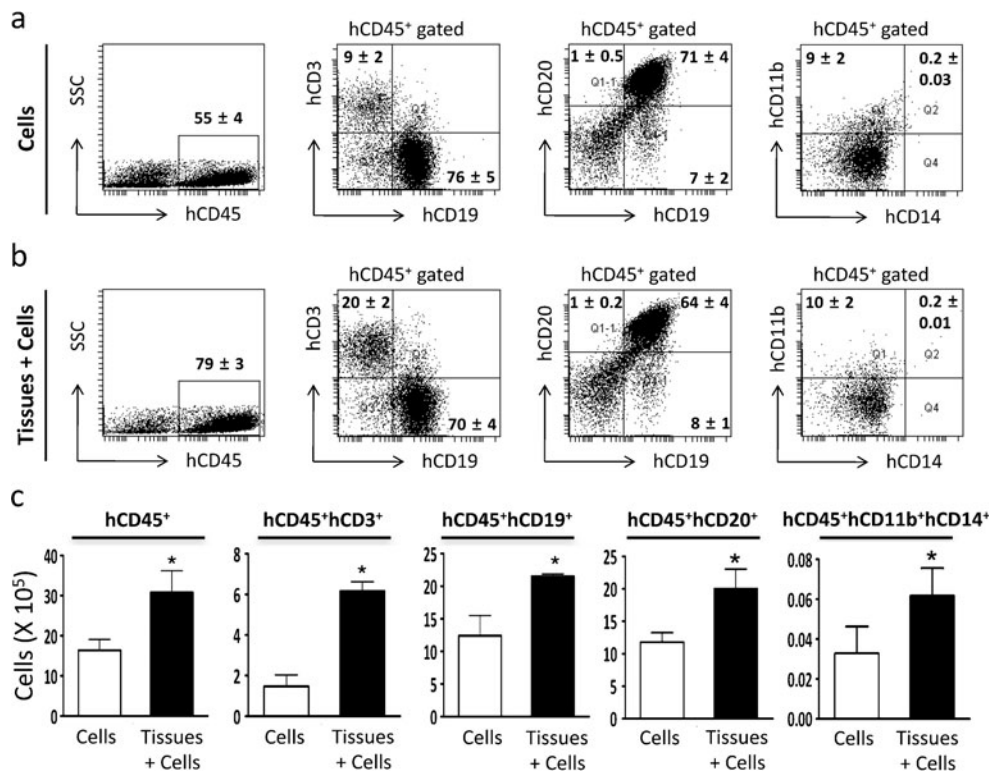 a
Cells
SSC
55 ± 4
hCD45
hCD45⁺ gated
hCD3
9 ± 2
Q2
76 ± 5
hCD19
hCD45⁺ gated
hCD20
1 ± 0.5
71 ± 4
Q1-1
7 ± 2
hCD19
hCD45⁺ gated
hCD11b
9 ± 2
0.2 ±
0.03
Q1
Q2
Q4
hCD14
b
Tissues + Cells
SSC
79 ± 3
hCD45
hCD45⁺ gated
hCD3
20 ± 2
70 ± 4
hCD19
hCD45⁺ gated
hCD20
1 ± 0.2
64 ± 4
Q1-1
8 ± 1
hCD19
hCD45⁺ gated
hCD11b
10 ± 2
0.2 ±
0.01
Q1
Q2
Q4
hCD14
c
hCD45⁺
hCD45⁺hCD3⁺
hCD45⁺hCD19⁺
hCD45⁺hCD20⁺
hCD45⁺hCD11b⁺hCD14⁺
Cells (X 10⁵)
40
30
20
10
0
*
Cells
Tissues
+ Cells
8
6
4
2
0
*
Cells
Tissues
+ Cells
25
20
15
10
5
0
*
Cells
Tissues
+ Cells
25
20
15
10
5
0
*
Cells
Tissues
+ Cells
0.08
0.06
0.04
0.02
0.00
*
Cells
Tissues
+ Cells